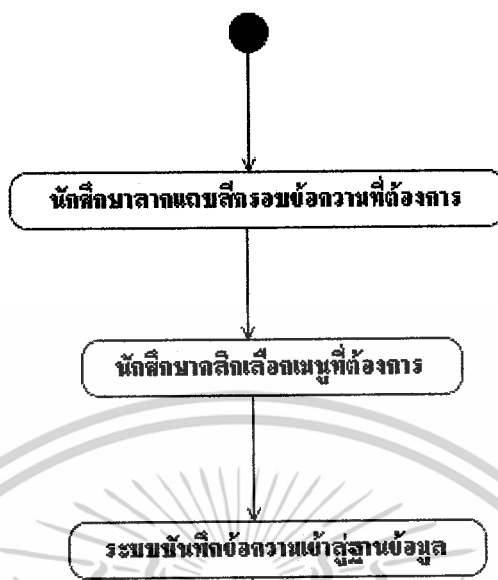 นักศึกษาลากแถบสีครอบข้อความที่ต้องการ
นักศึกษาคลิกเลือกเมนูที่ต้องการ
ระบบบันทึกข้อความเข้าสู่ฐานข้อมูล